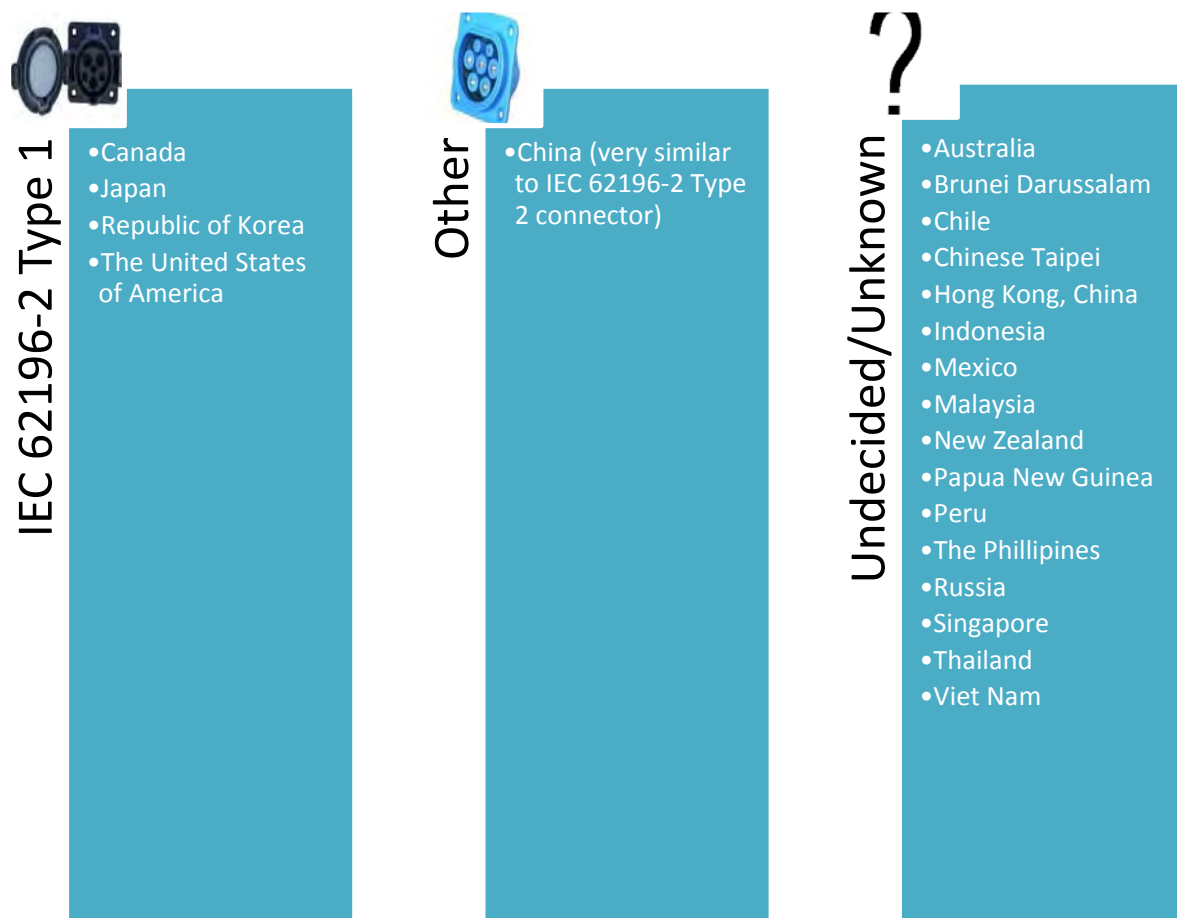 IEC 62196-2 Type 1
•Canada
•Japan
•Republic of Korea
•The United States
of America
Other
•China (very similar
to IEC 62196-2 Type
2 connector)
?
Undecided/Unknown
•Australia
•Brunei Darussalam
•Chile
•Chinese Taipei
•Hong Kong, China
•Indonesia
•Mexico
•Malaysia
•New Zealand
•Papua New Guinea
•Peru
•The Phillipines
•Russia
•Singapore
•Thailand
•Viet Nam